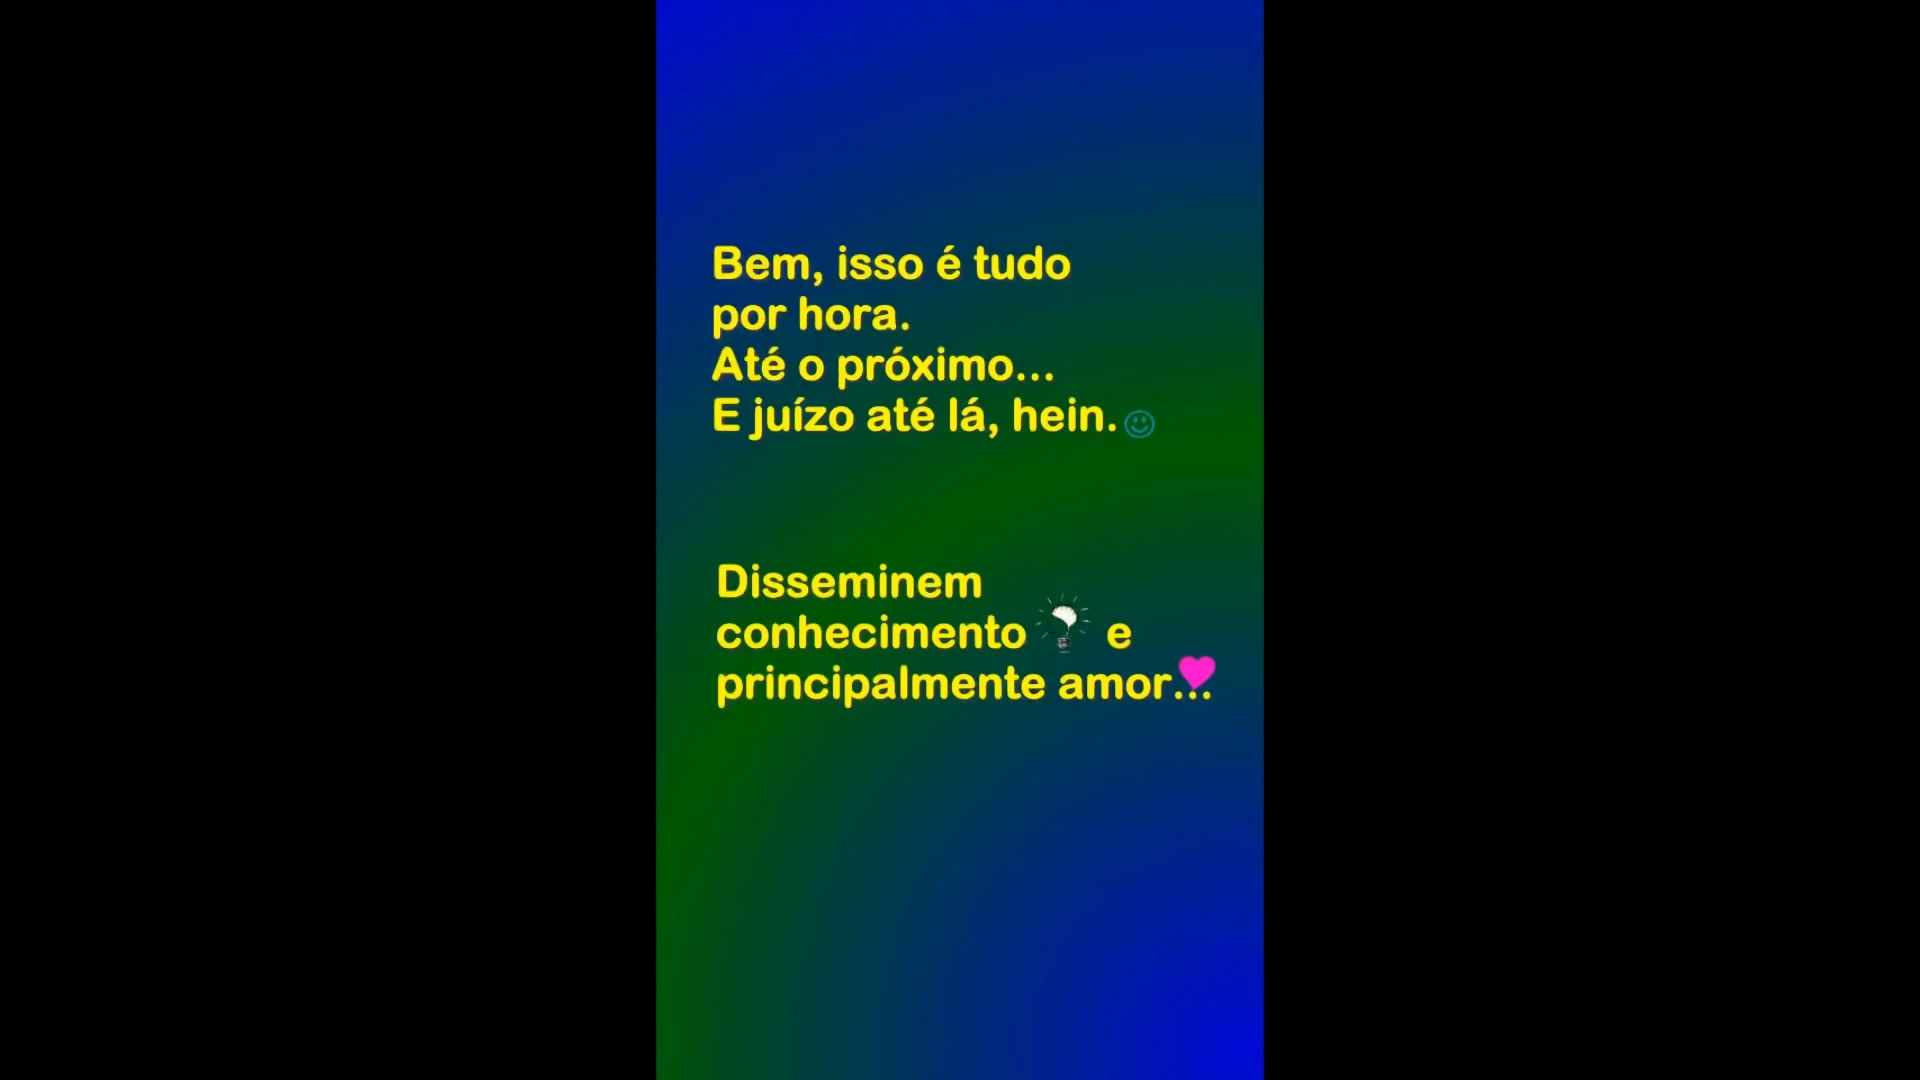 Bem, isso é tudo
por hora.
Até o próximo...
E juízo até lá, hein.
Disseminem
conhecimento e
principalmente amor...